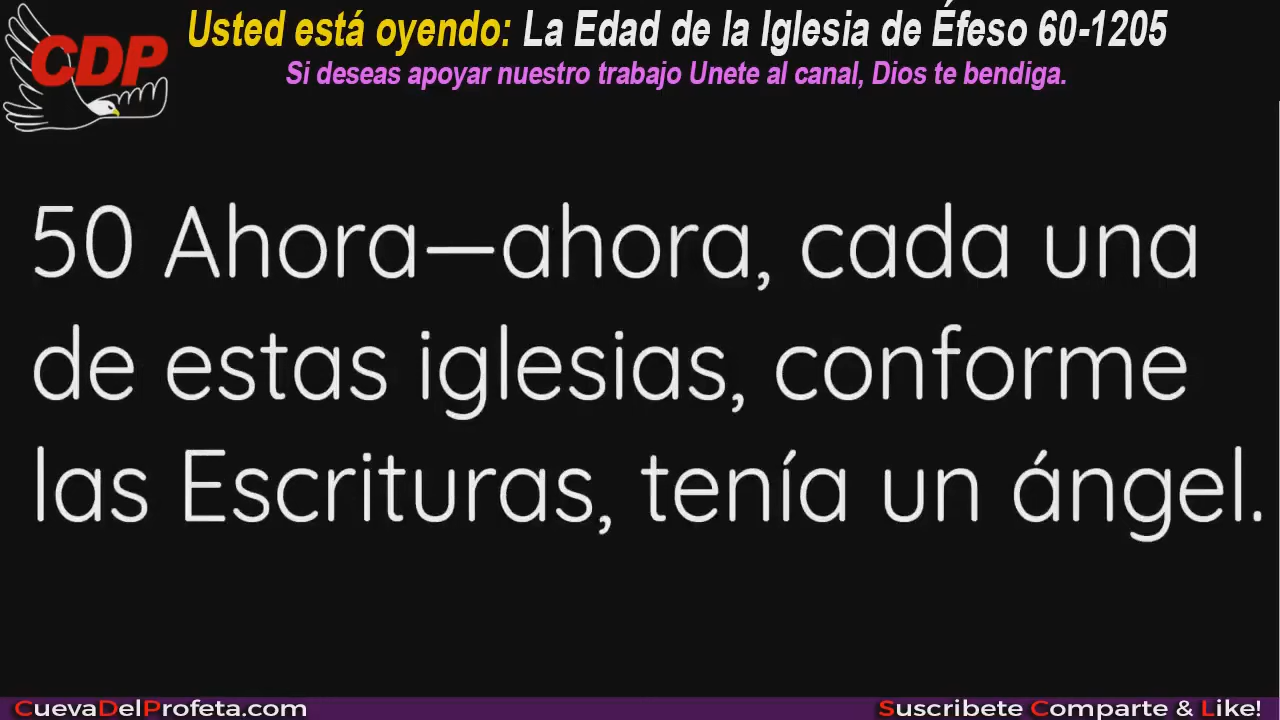 CDP
Usted está oyendo: La Edad de la Iglesia de Éfeso 60-1205
Si deseas apoyar nuestro trabajo Unete al canal, Dios te bendiga.
50 Ahora—ahora, cada una
de estas iglesias, conforme
las Escrituras, tenía un ángel.
CuevaDelProfeta.com
Suscribete Comparte & Like!